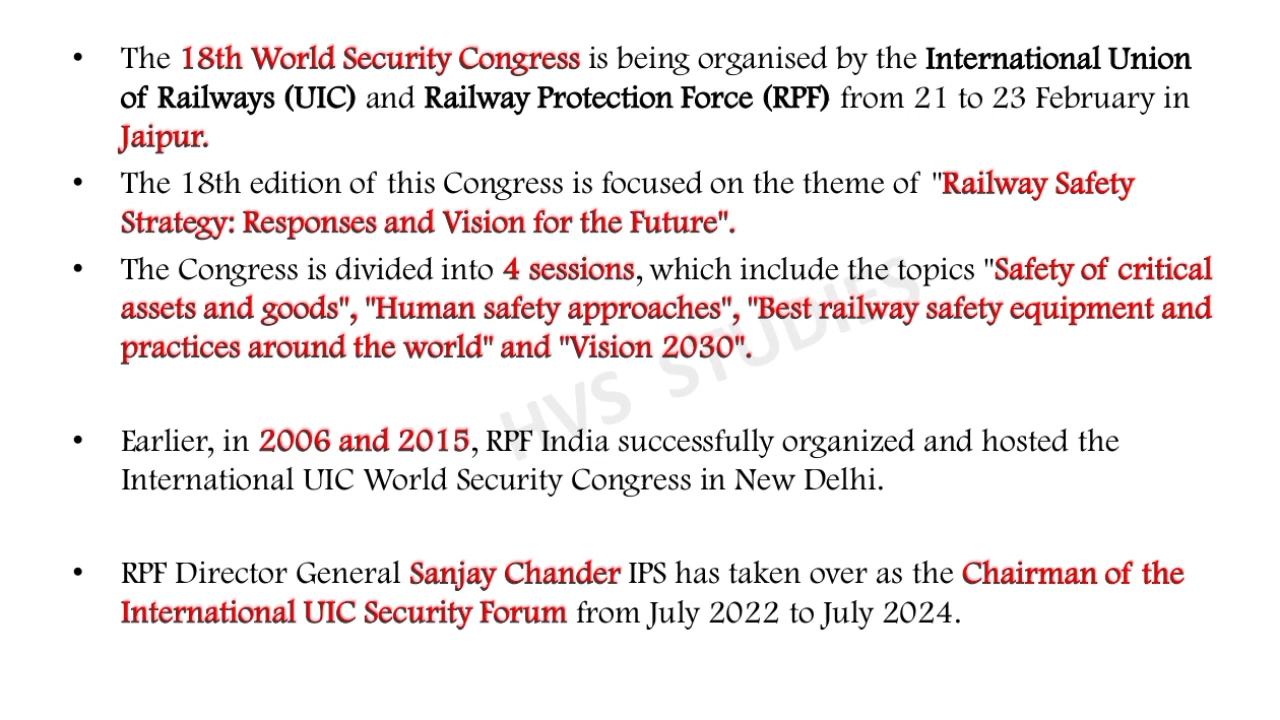 • The 18th World Security Congress is being organised by the International Union
of Railways (UIC) and Railway Protection Force (RPF) from 21 to 23 February in
Jaipur.
• The 18th edition of this Congress is focused on the theme of "Railway Safety
Strategy: Responses and Vision for the Future".
• The Congress is divided into 4 sessions, which include the topics "Safety of critical
assets and goods", "Human safety approaches", "Best railway safety equipment and
practices around the world" and "Vision 2030".
HVS STUDIES
• Earlier, in 2006 and 2015, RPF India successfully organized and hosted the
International UIC World Security Congress in New Delhi.
• RPF Director General Sanjay Chander IPS has taken over as the Chairman of the
International UIC Security Forum from July 2022 to July 2024.